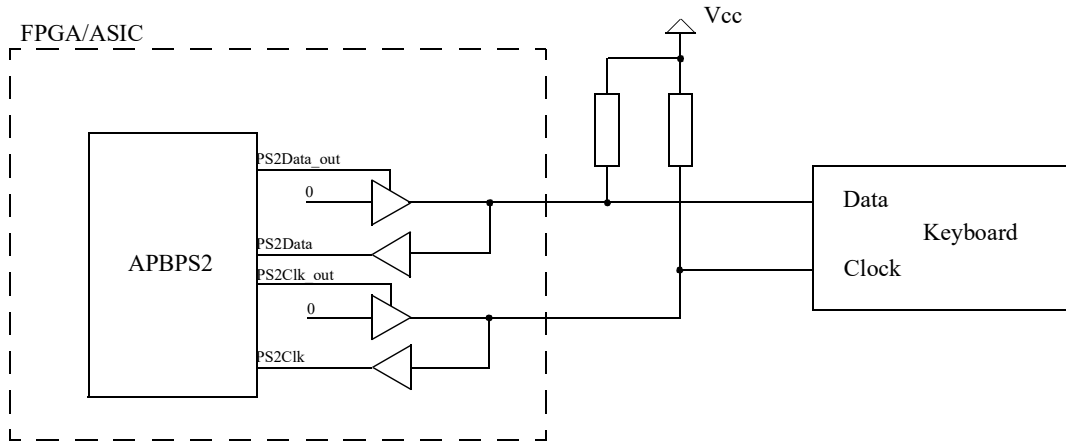 FPGA/ASIC
Vcc
PS2Data_out
0
PS2Data
APBPS2
PS2Clk_out
0
PS2Clk
Data
Keyboard
Clock